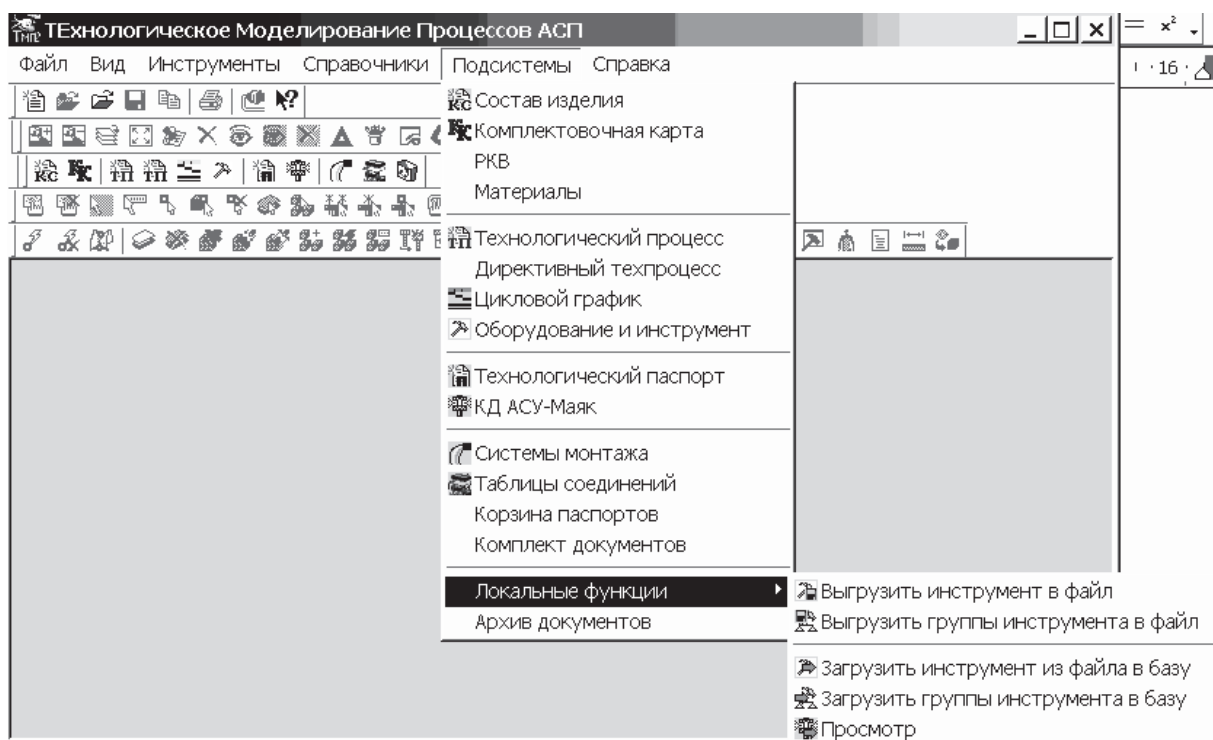 ТЕхнологическое Моделирование Процессов АСП
Файл Вид Инструменты Справочники Подсистемы Справка
x²
16
Состав изделия
Комплектовочная карта
РКВ
Материалы
Технологический процесс
Директивный техпроцесс
Цикловой график
Оборудование и инструмент
Технологический паспорт
КД АСУ-Маяк
Системы монтажа
Таблицы соединений
Корзина паспортов
Комплект документов
Локальные функции
Архив документов
Выгрузить инструмент в файл
Выгрузить группы инструмента в файл
Загрузить инструмент из файла в базу
Загрузить группы инструмента в базу
Просмотр